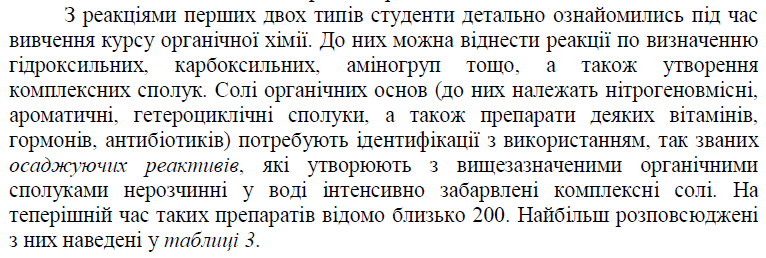 З реакціями перших двох типів студенти детально ознайомились під час
вивчення курсу органічної хімії. До них можна віднести реакції по визначенню
гідроксильних, карбоксильних, аміногруп тощо, а також утворення
комплексних сполук. Солі органічних основ (до них належать нітрогеновмісні,
ароматичні, гетероциклічні сполуки, а також препарати деяких вітамінів,
гормонів, антибіотиків) потребують ідентифікації з використанням, так званих
осаджуючих реактивів, які утворюють з вищезазначеними органічними
сполуками нерозчинні у воді інтенсивно забарвлені комплексні солі. На
теперішній час таких препаратів відомо близько 200. Найбільш розповсюджені
з них наведені у таблиці 3.